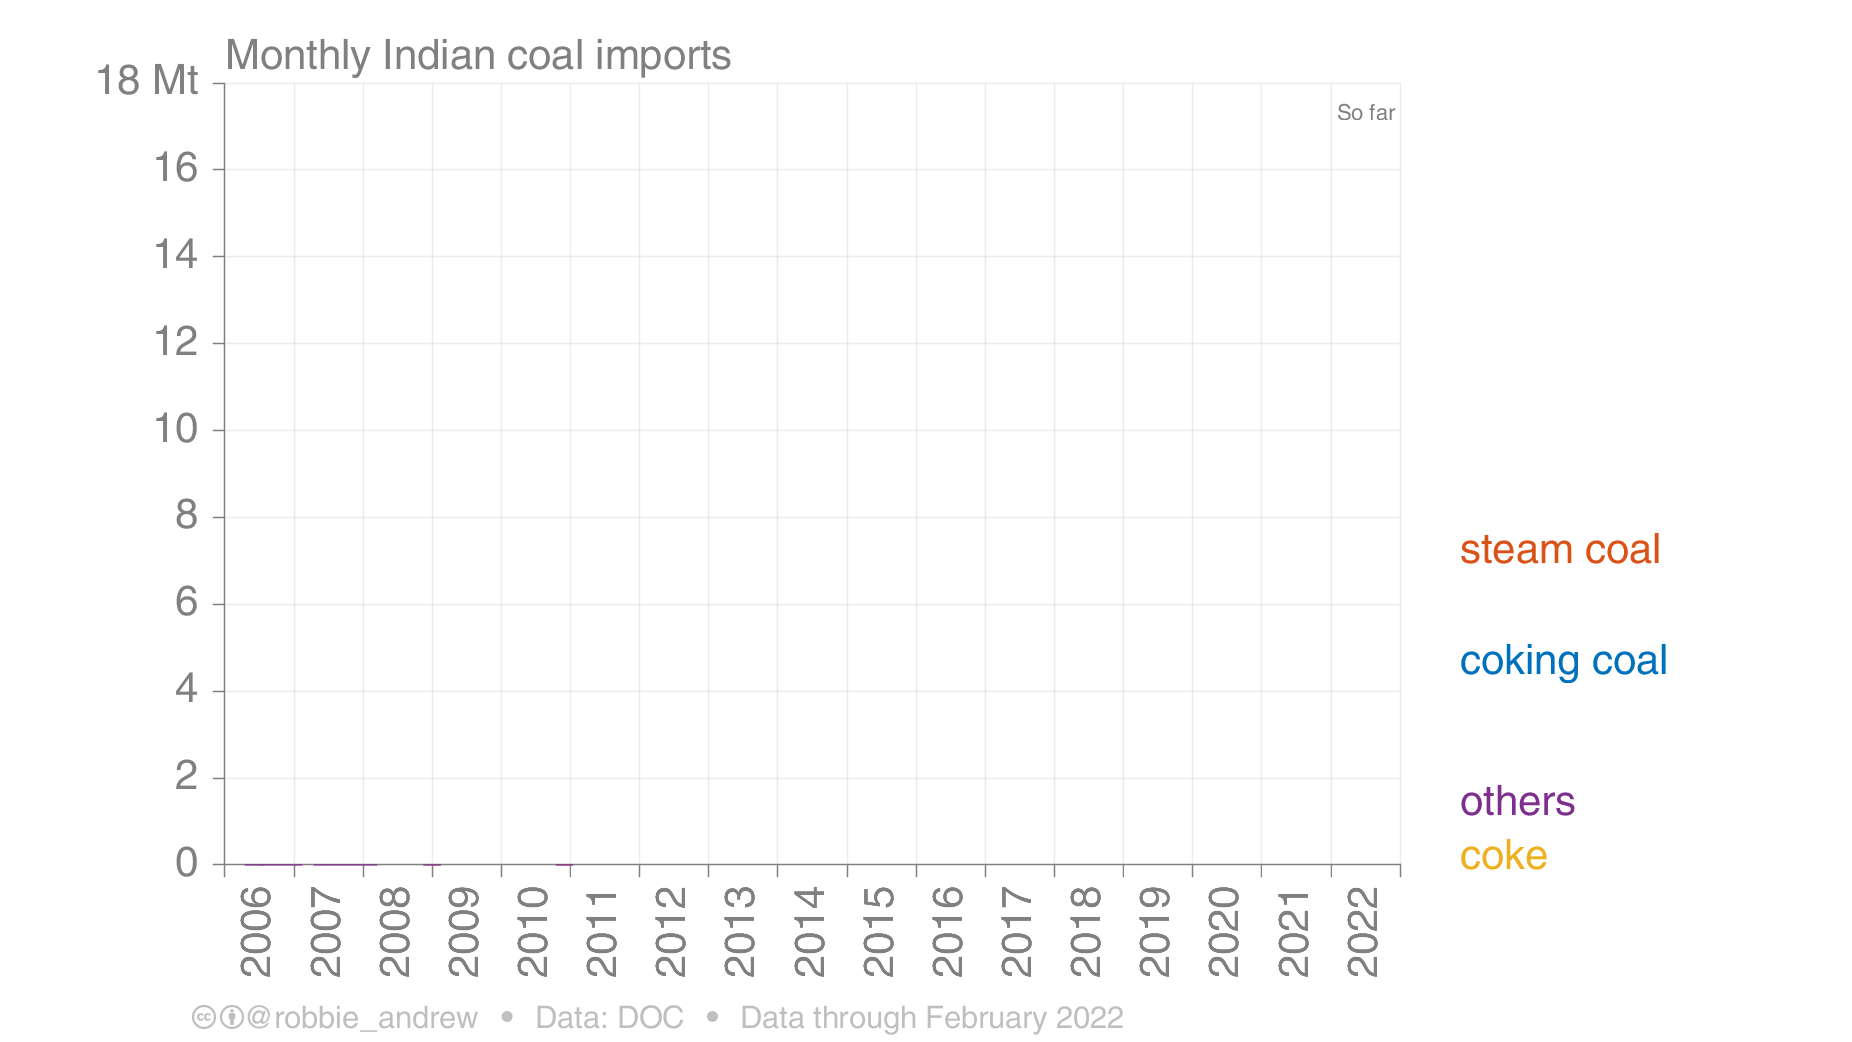 Monthly Indian coal imports
18 Mt
So far
16
14
12
10
8
steam coal
6
coking coal
4
2
others
0
coke
2006 2007 2008 2009 2010 2011 2012 2013 2014 2015 2016 2017 2018 2019 2020 2021 2022
cc @robbie_andrew • Data: DOC • Data through February 2022